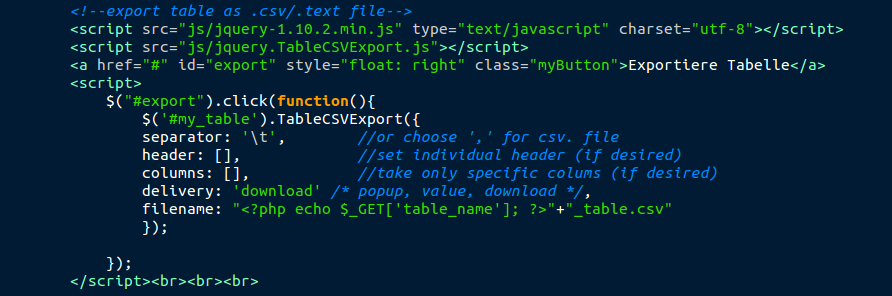 <!--export table as .csv/.text file-->
<script src="js/jquery-1.10.2.min.js" type="text/javascript" charset="utf-8"></script>
<script src="js/jquery.TableCSVExport.js"></script>
<a href="#" id="export" style="float: right" class="myButton">Exportiere Tabelle</a>
<script>
$("#export").click(function(){
$('#my_table').TableCSVExport({
separator: '\t', //or choose ',' for csv. file
header: [], //set individual header (if desired)
columns: [], //take only specific colums (if desired)
delivery: 'download' /* popup, value, download */,
filename: "<?php echo $_GET['table_name']; ?>"+"_table.csv"
});
});
</script><br><br><br>